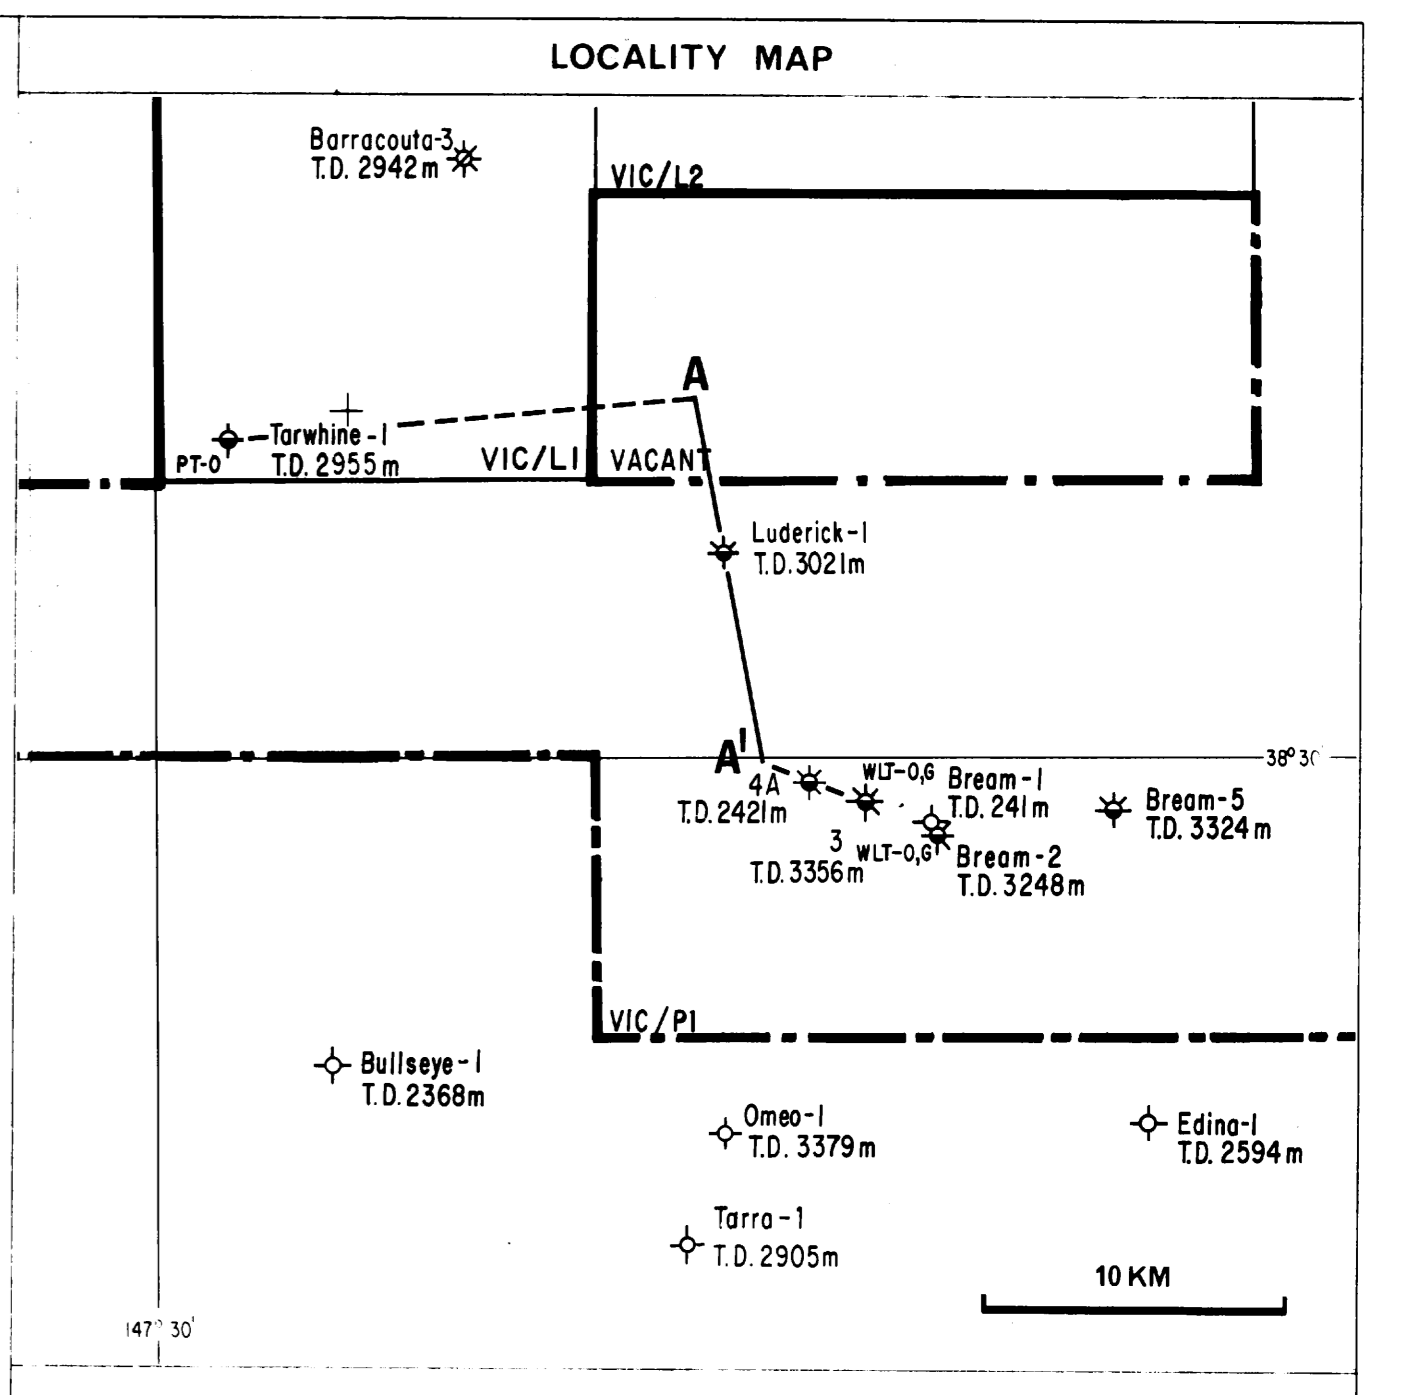 LOCALITY MAP
Barracouta-3
T.D. 2942m
VIC/L2
A
Tarwhine-1
PT-O
T.D. 2955m
VIC/L1
VACANT
Luderick-1
T.D. 3021m
A'
38° 30'
4A
T.D. 2421m
WLT-O,G
Bream-1
T.D. 241m
Bream-5
T.D. 3324m
3
T.D. 3356m
WLT-O,G
Bream-2
T.D. 3248m
VIC/P1
Bullseye-1
T.D. 2368m
Omeo-1
T.D. 3379m
Edina-1
T.D. 2594m
Tarra-1
T.D. 2905m
10 KM
147° 30'